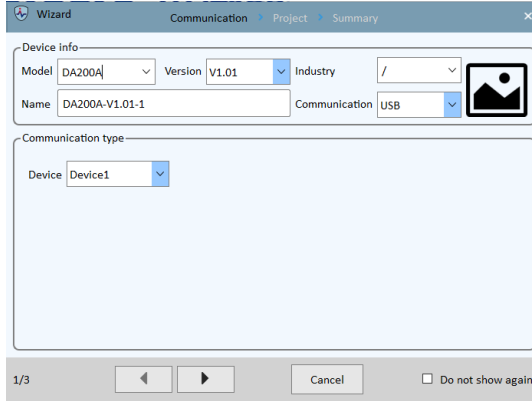 Wizard Communication > Project > Summary ×
Device info
Model DA200A Version V1.01 Industry /
Name DA200A-V1.01-1 Communication USB
Communication type
Device Device1
1/3 Cancel Do not show again